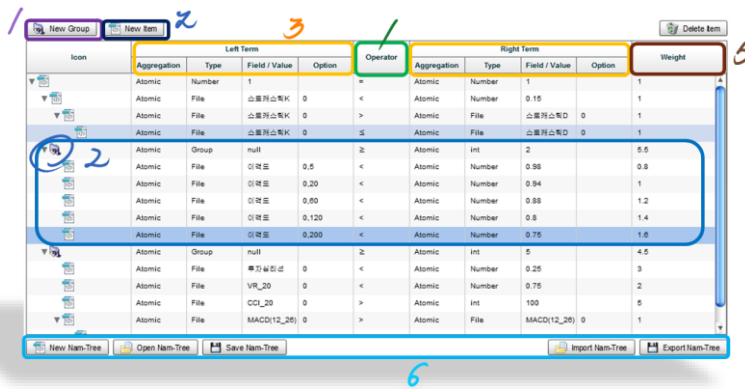 1 New Group New Item 2 3 1 Delete Item
Icon Left Term Operator Right Term Weight 5
Aggregation Type Field / Value Option Aggregation Type Field / Value Option
Atomic Number 1 = Atomic Number 1 1
Atomic File 스토캐스틱K 0 < Atomic Number 0.15 1
Atomic File 스토캐스틱K 0 > Atomic File 스토캐스틱D 0 1
Atomic File 스토캐스틱K 0 ≤ Atomic File 스토캐스틱D 0 1
2 Atomic Group null ≥ Atomic int 2 5.5
Atomic File 이격도 0,5 < Atomic Number 0.98 0.8
Atomic File 이격도 0,20 < Atomic Number 0.94 1
Atomic File 이격도 0,60 < Atomic Number 0.88 1.2
Atomic File 이격도 0,120 < Atomic Number 0.8 1.4
Atomic File 이격도 0,200 < Atomic Number 0.75 1.6
Atomic Group null ≥ Atomic int 5 4.5
Atomic File 투자심리선 0 < Atomic Number 0.25 3
Atomic File VR_20 0 < Atomic Number 0.75 2
Atomic File CCI_20 0 > Atomic int 100 5
Atomic File MACD(12_26) 0 > Atomic File MACD(12_26) 0 1
New Nam-Tree Open Nam-Tree Save Nam-Tree Import Nam-Tree Export Nam-Tree
6